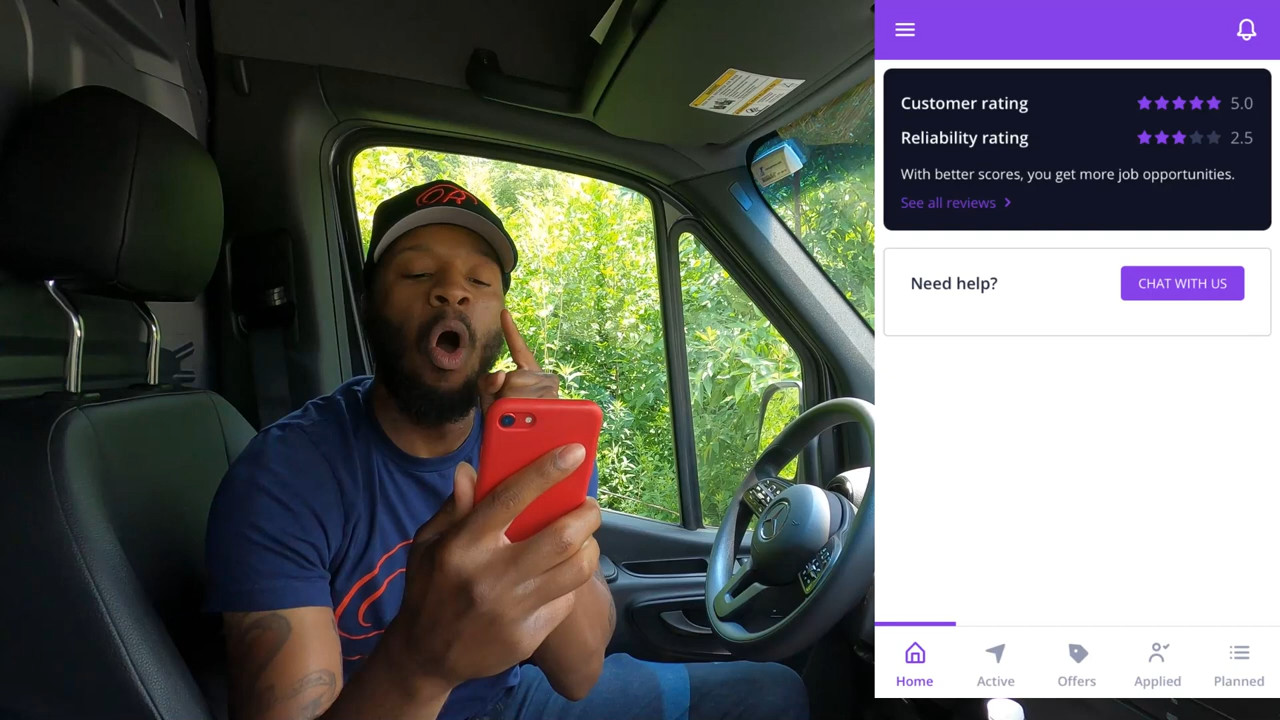 OR
Customer rating 5.0
Reliability rating 2.5
With better scores, you get more job opportunities.
See all reviews
Need help?
CHAT WITH US
Home Active Offers Applied Planned